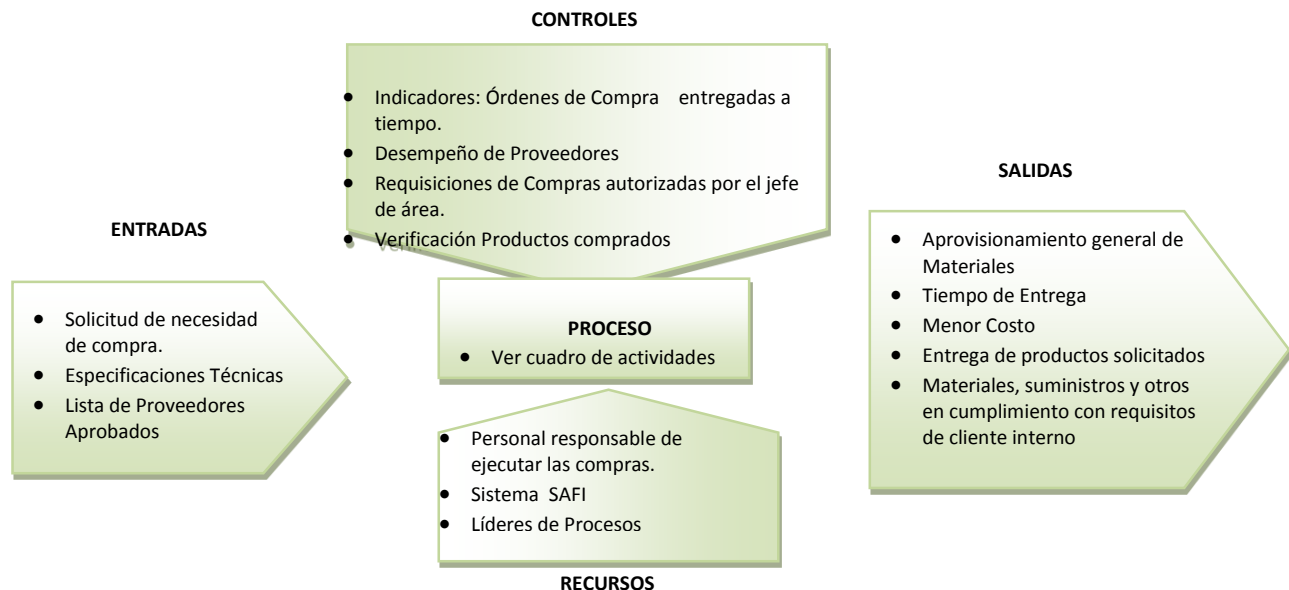 CONTROLES
• Indicadores: Órdenes de Compra entregadas a
tiempo.
• Desempeño de Proveedores
• Requisiciones de Compras autorizadas por el jefe
de área.
• Verificación Productos comprados
ENTRADAS
• Solicitud de necesidad
de compra.
• Especificaciones Técnicas
• Lista de Proveedores
Aprobados
PROCESO
• Ver cuadro de actividades
• Personal responsable de
ejecutar las compras.
• Sistema SAFI
• Líderes de Procesos
RECURSOS
SALIDAS
• Aprovisionamiento general de
Materiales
• Tiempo de Entrega
• Menor Costo
• Entrega de productos solicitados
• Materiales, suministros y otros
en cumplimiento con requisitos
de cliente interno